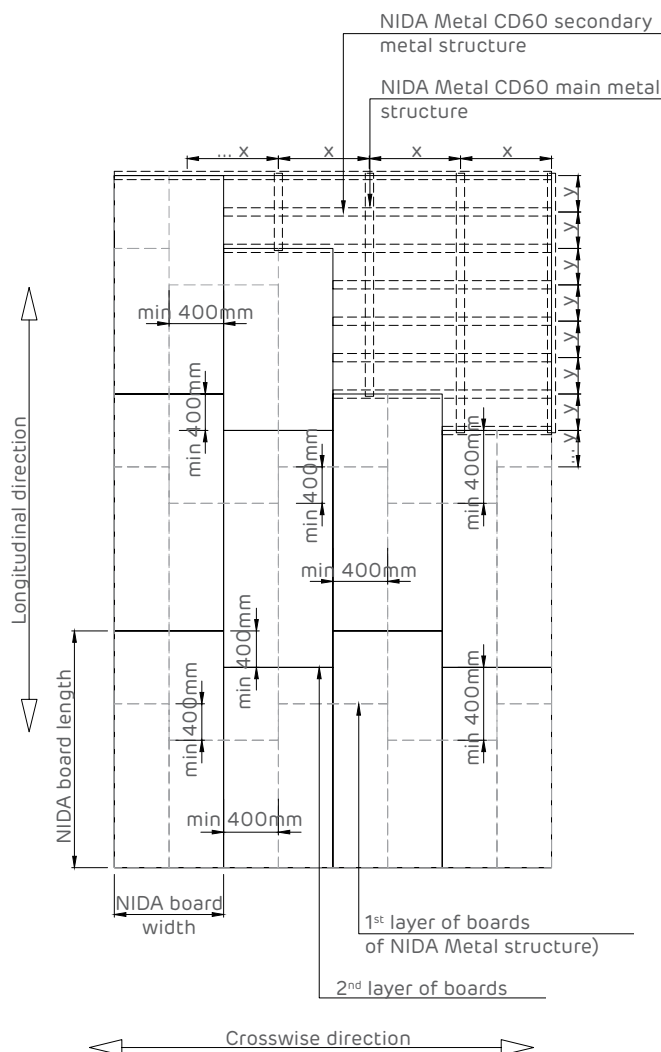 NIDA Metal CD60 secondary
metal structure
NIDA Metal CD60 main metal
structure
... x
x
x
x
y
y
y
y
y
y
y
... y
min 400mm
min 400mm
min 400mm
min 400mm
min 400mm
min 400mm
min 400mm
min 400mm
min 400mm
Longitudinal direction
NIDA board length
NIDA board
width
1st layer of boards
of NIDA Metal structure)
2nd layer of boards
Crosswise direction